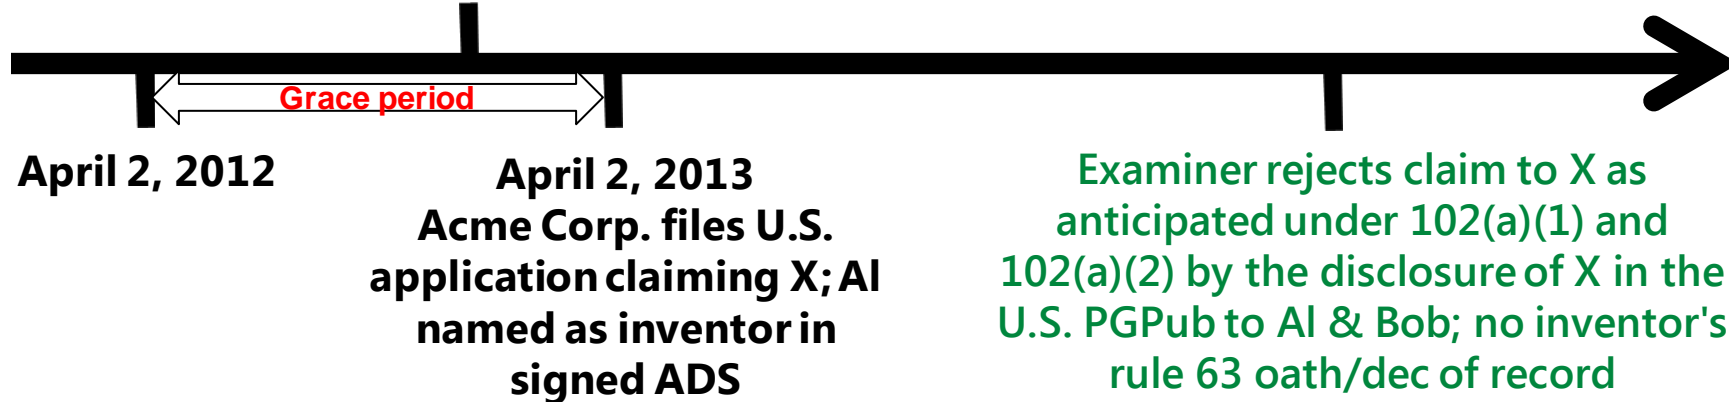 Grace period
April 2, 2012
April 2, 2013
Acme Corp. files U.S.
application claiming X; Al
named as inventor in
signed ADS
Examiner rejects claim to X as
anticipated under 102(a)(1) and
102(a)(2) by the disclosure of X in the
U.S. PGPub to Al & Bob; no inventor's
rule 63 oath/dec of record